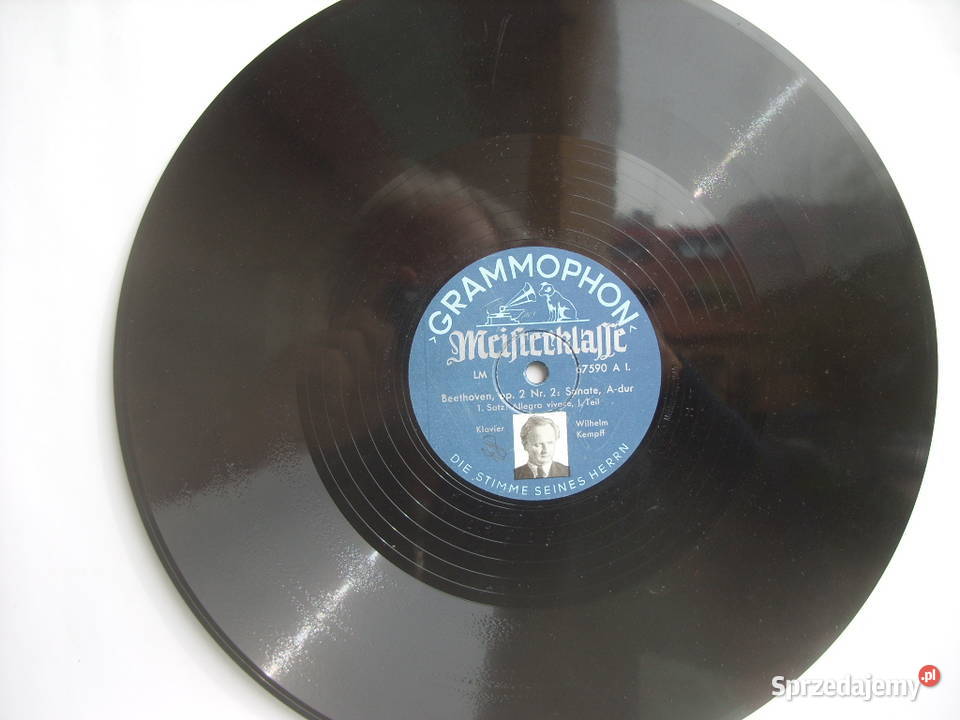 GRAMMOPHON
Meisterklasse
LM 67590 A I.
Beethoven, op. 2 Nr. 2: Sonate, A-dur
1. Satz: Allegro vivace, I. Teil
Klavier Wilhelm
Kempff
DIE STIMME SEINES HERRN
Sprzedajemy.pl